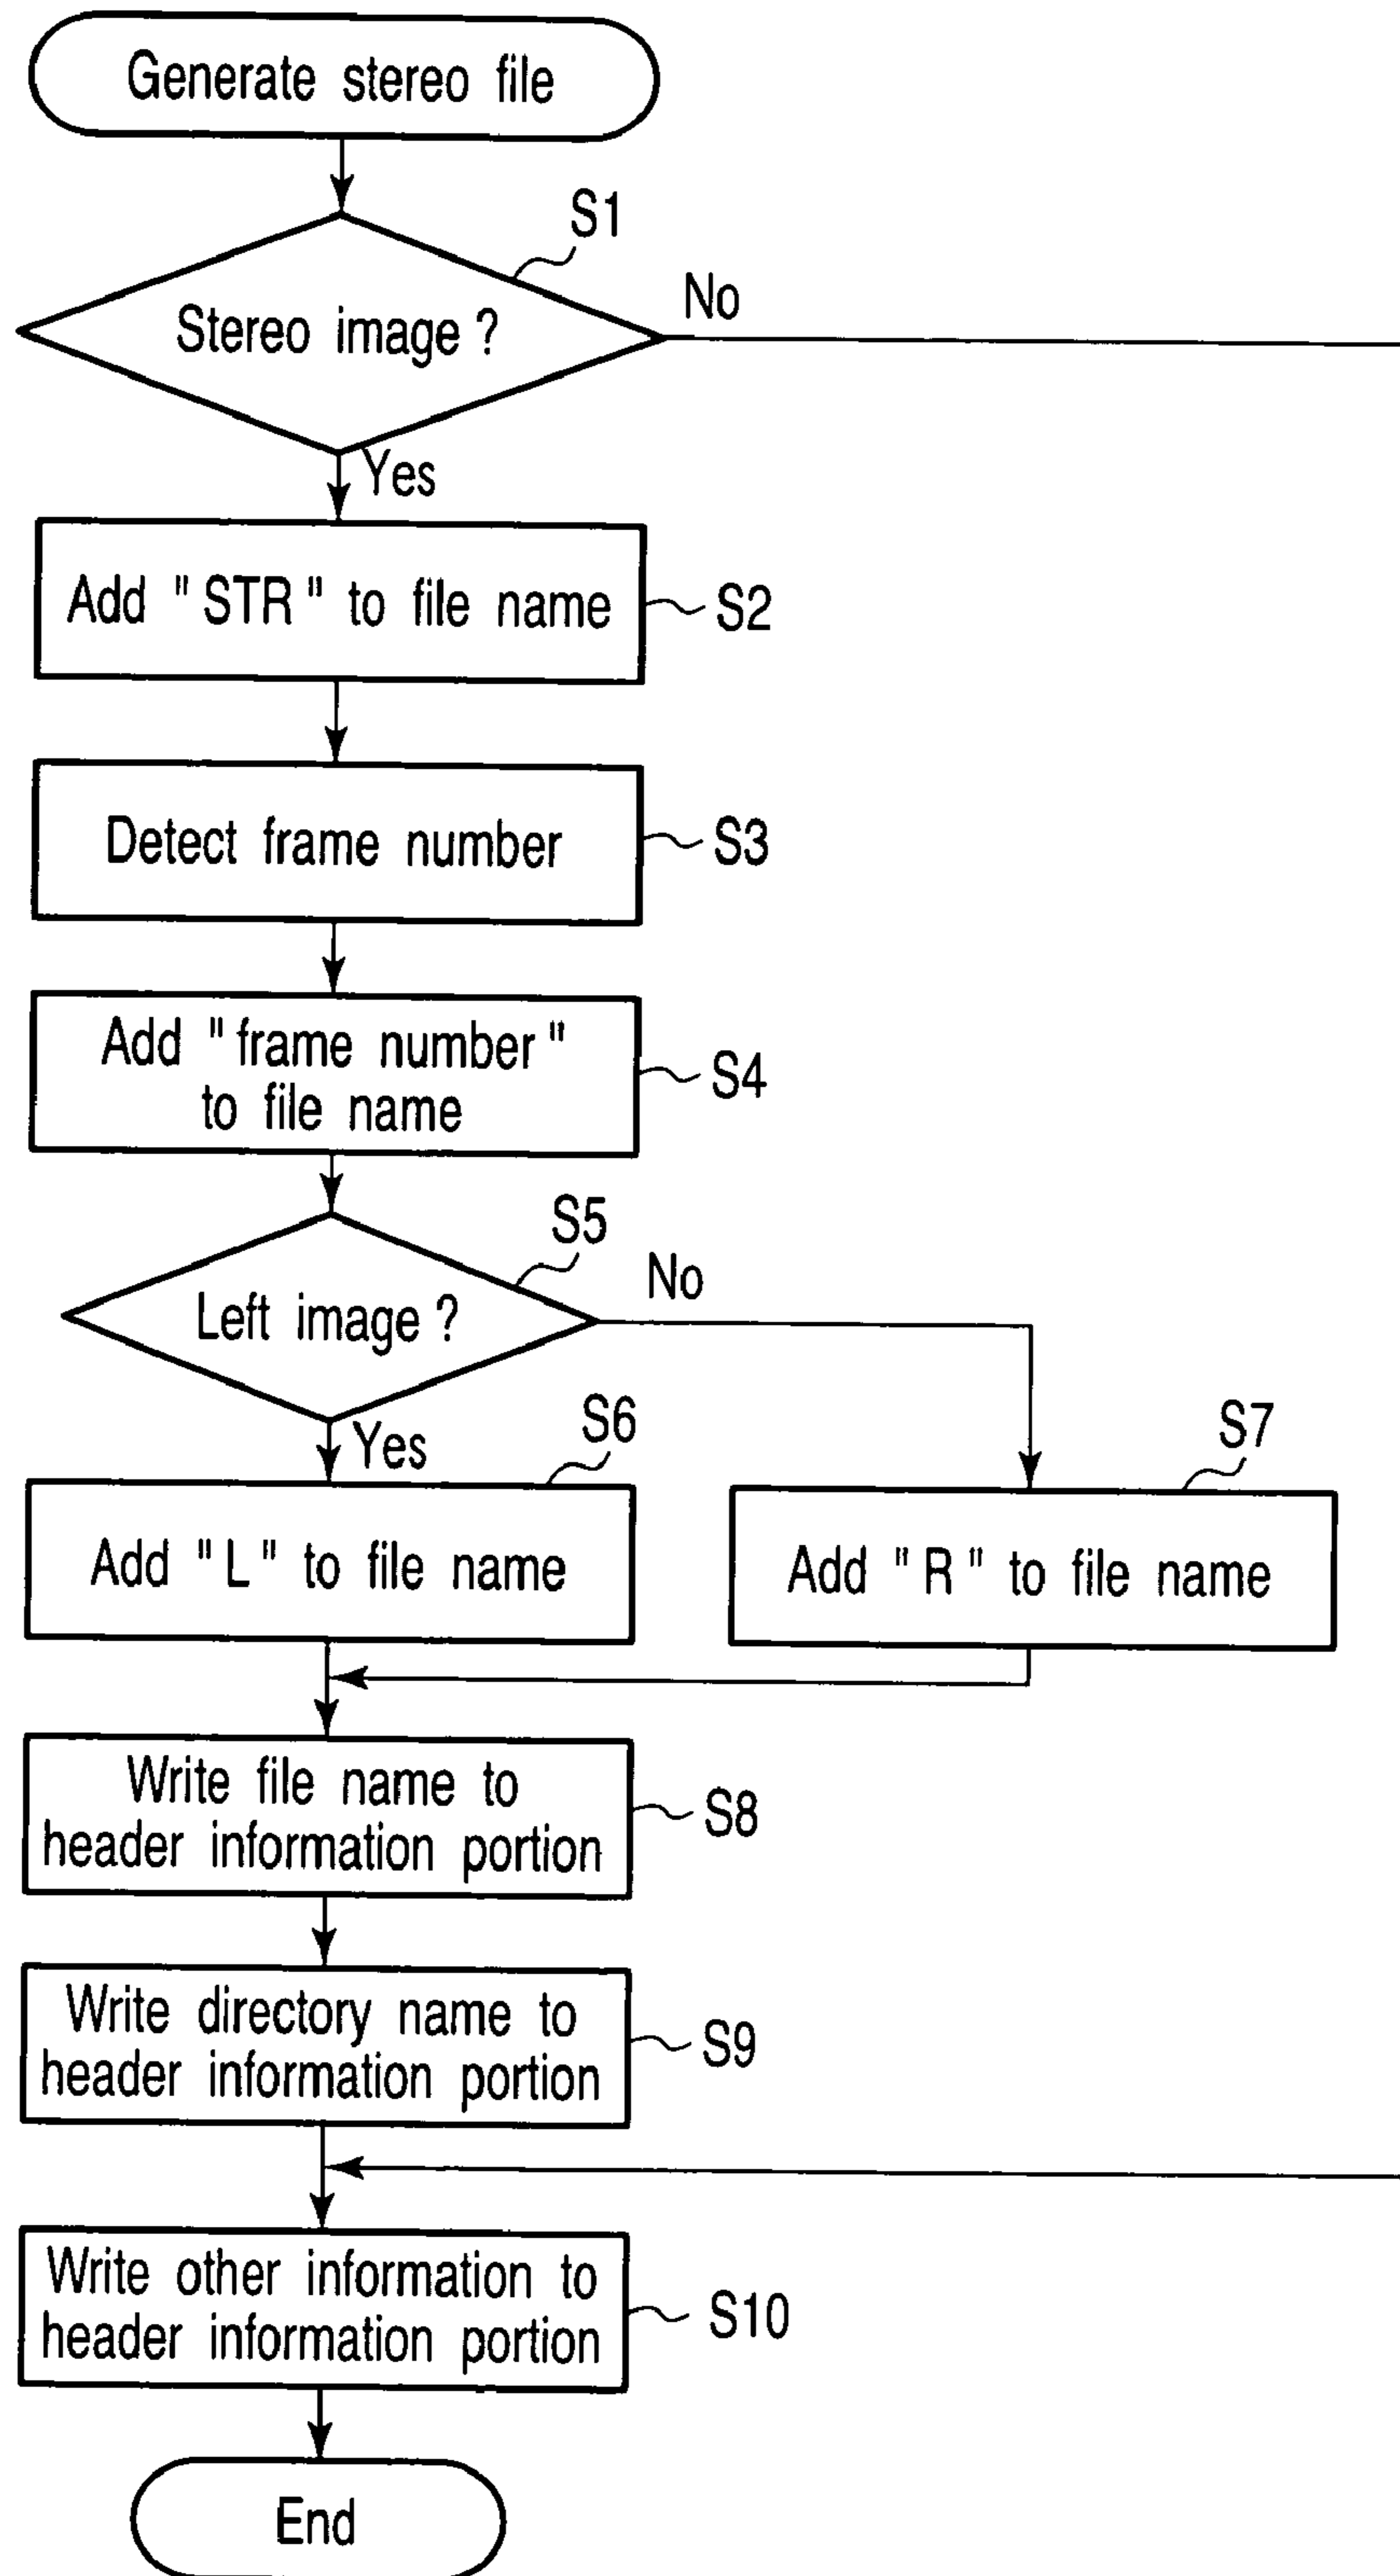 Generate stereo file
S1
Stereo image ?
No
Yes
Add "STR" to file name
S2
Detect frame number
S3
Add "frame number"
to file name
S4
S5
Left image ?
No
Yes
S6
S7
Add "L" to file name
Add "R" to file name
Write file name to
header information portion
S8
Write directory name to
header information portion
S9
Write other information to
header information portion
S10
End